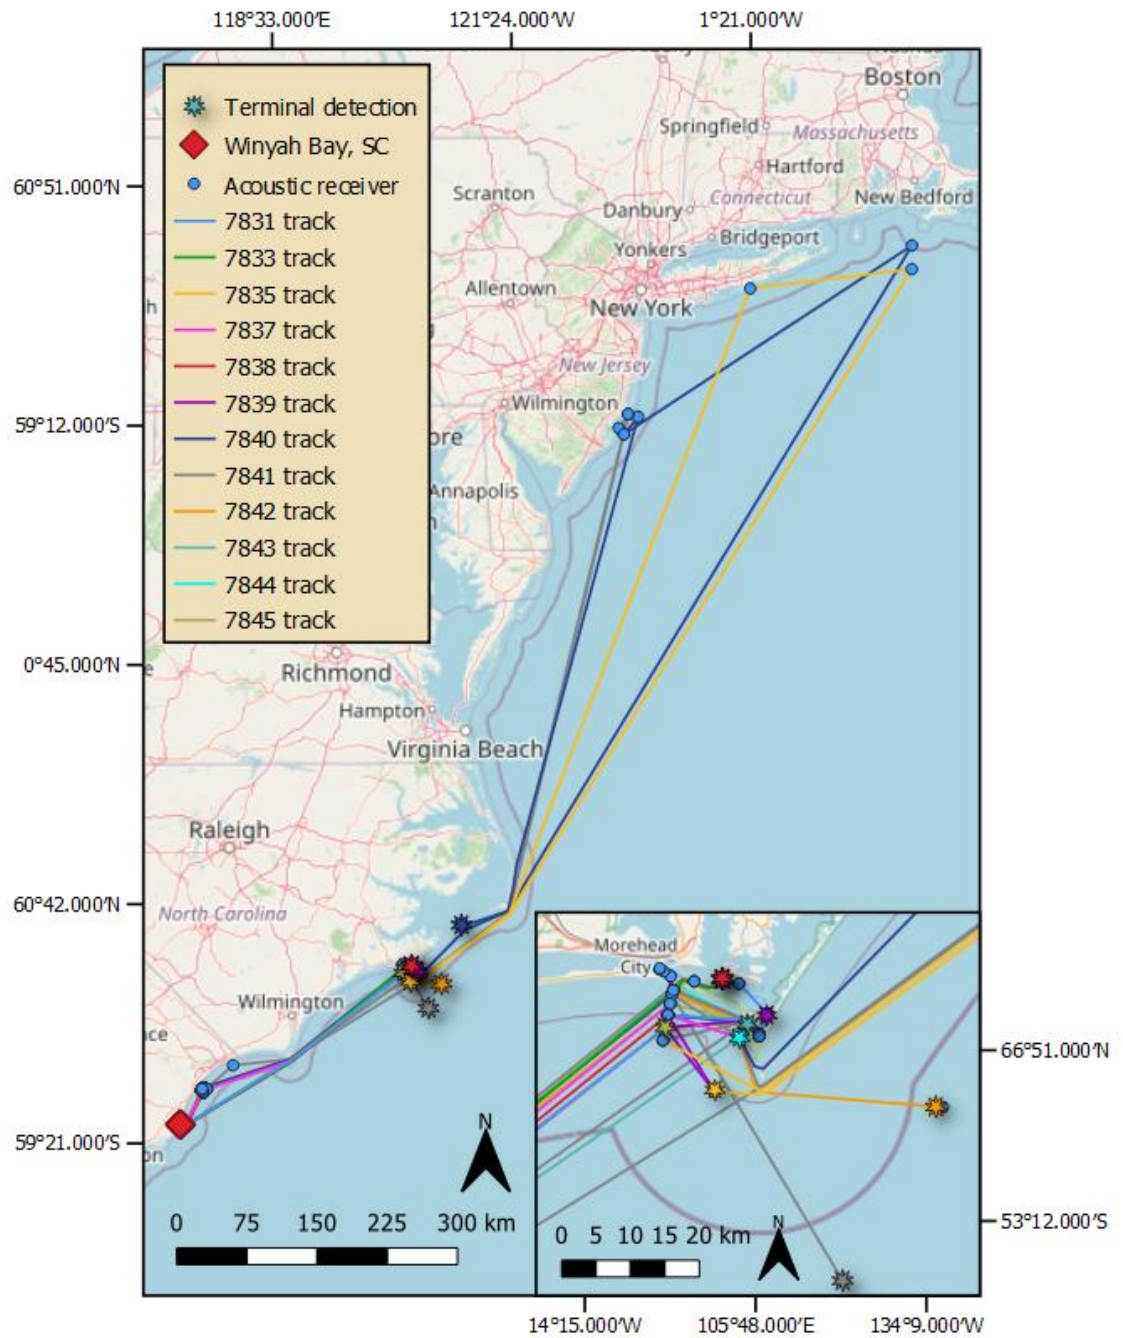 118°33.000′E
121°24.000′W
1°21.000′W
Boston
Terminal detection
Winyah Bay, SC
Acoustic receiver
7831 track
7833 track
7835 track
7837 track
7838 track
7839 track
7840 track
7841 track
7842 track
7843 track
7844 track
7845 track
Springfield
Massachusetts
Hartford
60°51.000′N
Scranton
Connecticut
New Bedford
Danbury
Yonkers
Bridgeport
Allentown
New York
New Jersey
Wilmington
59°12.000′S
ore
Annapolis
0°45.000′N
Richmond
Hampton
Virginia Beach
Raleigh
60°42.000′N
North Carolina
Wilmington
Morehead
City
66°51.000′N
59°21.000′S
on
N
0 75 150 225 300 km
N
0 5 10 15 20 km
53°12.000′S
14°15.000′W
105°48.000′E
134°9.000′W